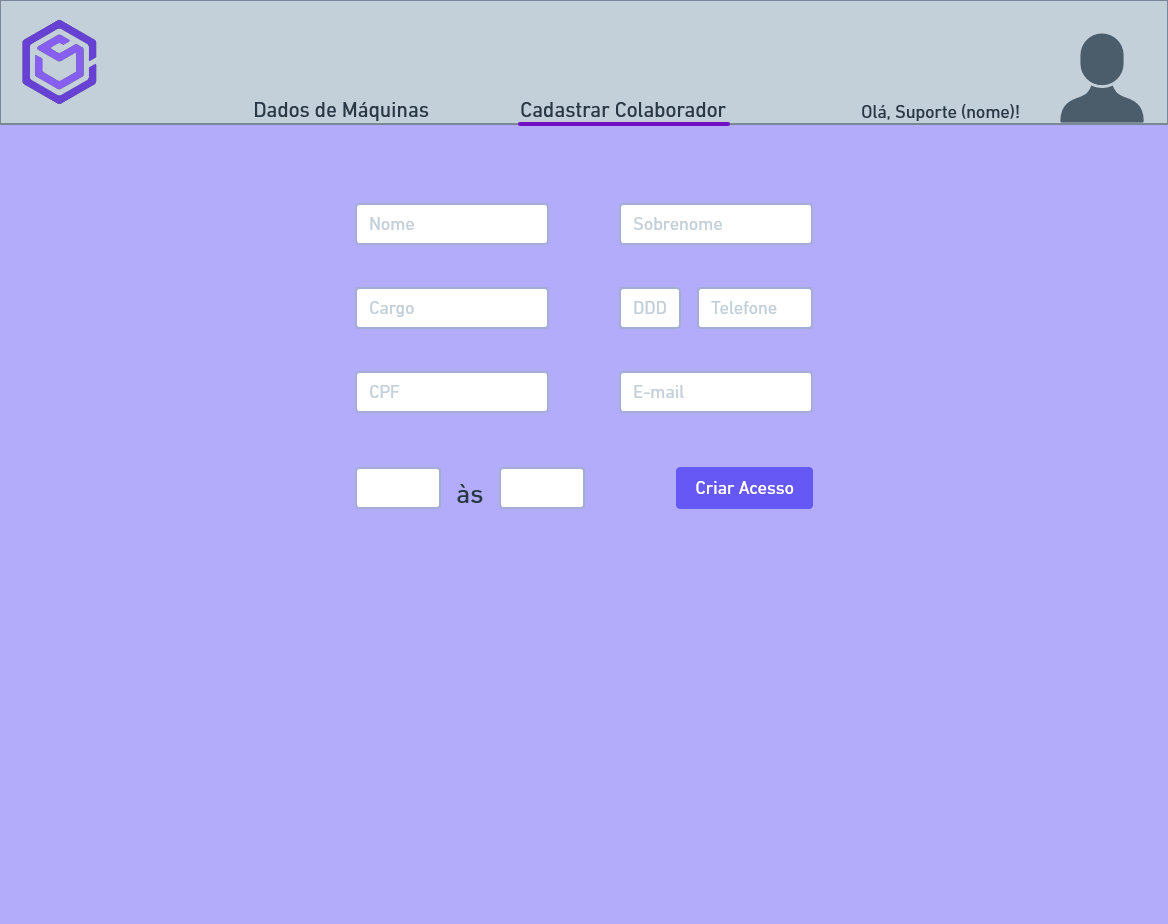 Dados de Máquinas
Cadastrar Colaborador
Olá, Suporte (nome)!
Nome
Sobrenome
Cargo
DDD
Telefone
CPF
E-mail
às
Criar Acesso